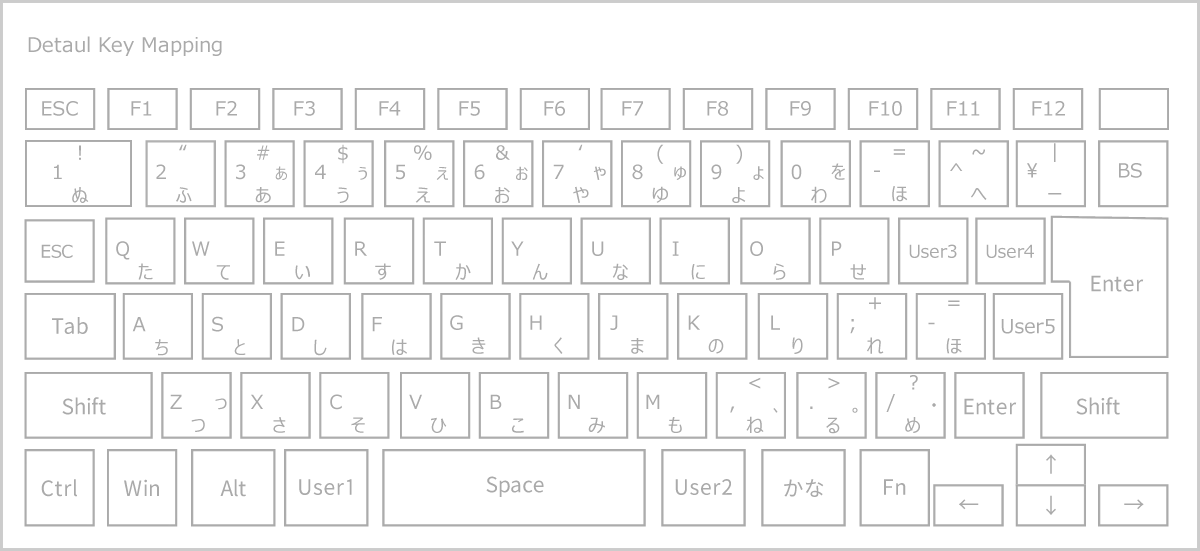 Detaul Key Mapping
ESC F1 F2 F3 F4 F5 F6 F7 F8 F9 F10 F11 F12
! “ # $ % & ‘ ( ) = ~ |
1 2 3 ぁ 4 ぅ 5 ぇ 6 ぉ 7 ゃ 8 ゅ 9 ょ 0 を - ^ ¥ BS
ぬ ふ あ う え お や ゆ よ わ ほ へ ー
ESC Q W E R T Y U I O P User3 User4
た て い す か ん な に ら せ
Enter
Tab A S D F G H J K L ; + - = User5
ち と し は き く ま の り れ ほ
< > ?
Shift Z っ X C V B N M , 、 . 。 / ・ Enter Shift
つ さ そ ひ こ み も ね る め
Ctrl Win Alt User1 Space User2 かな Fn
↑
← ↓ →